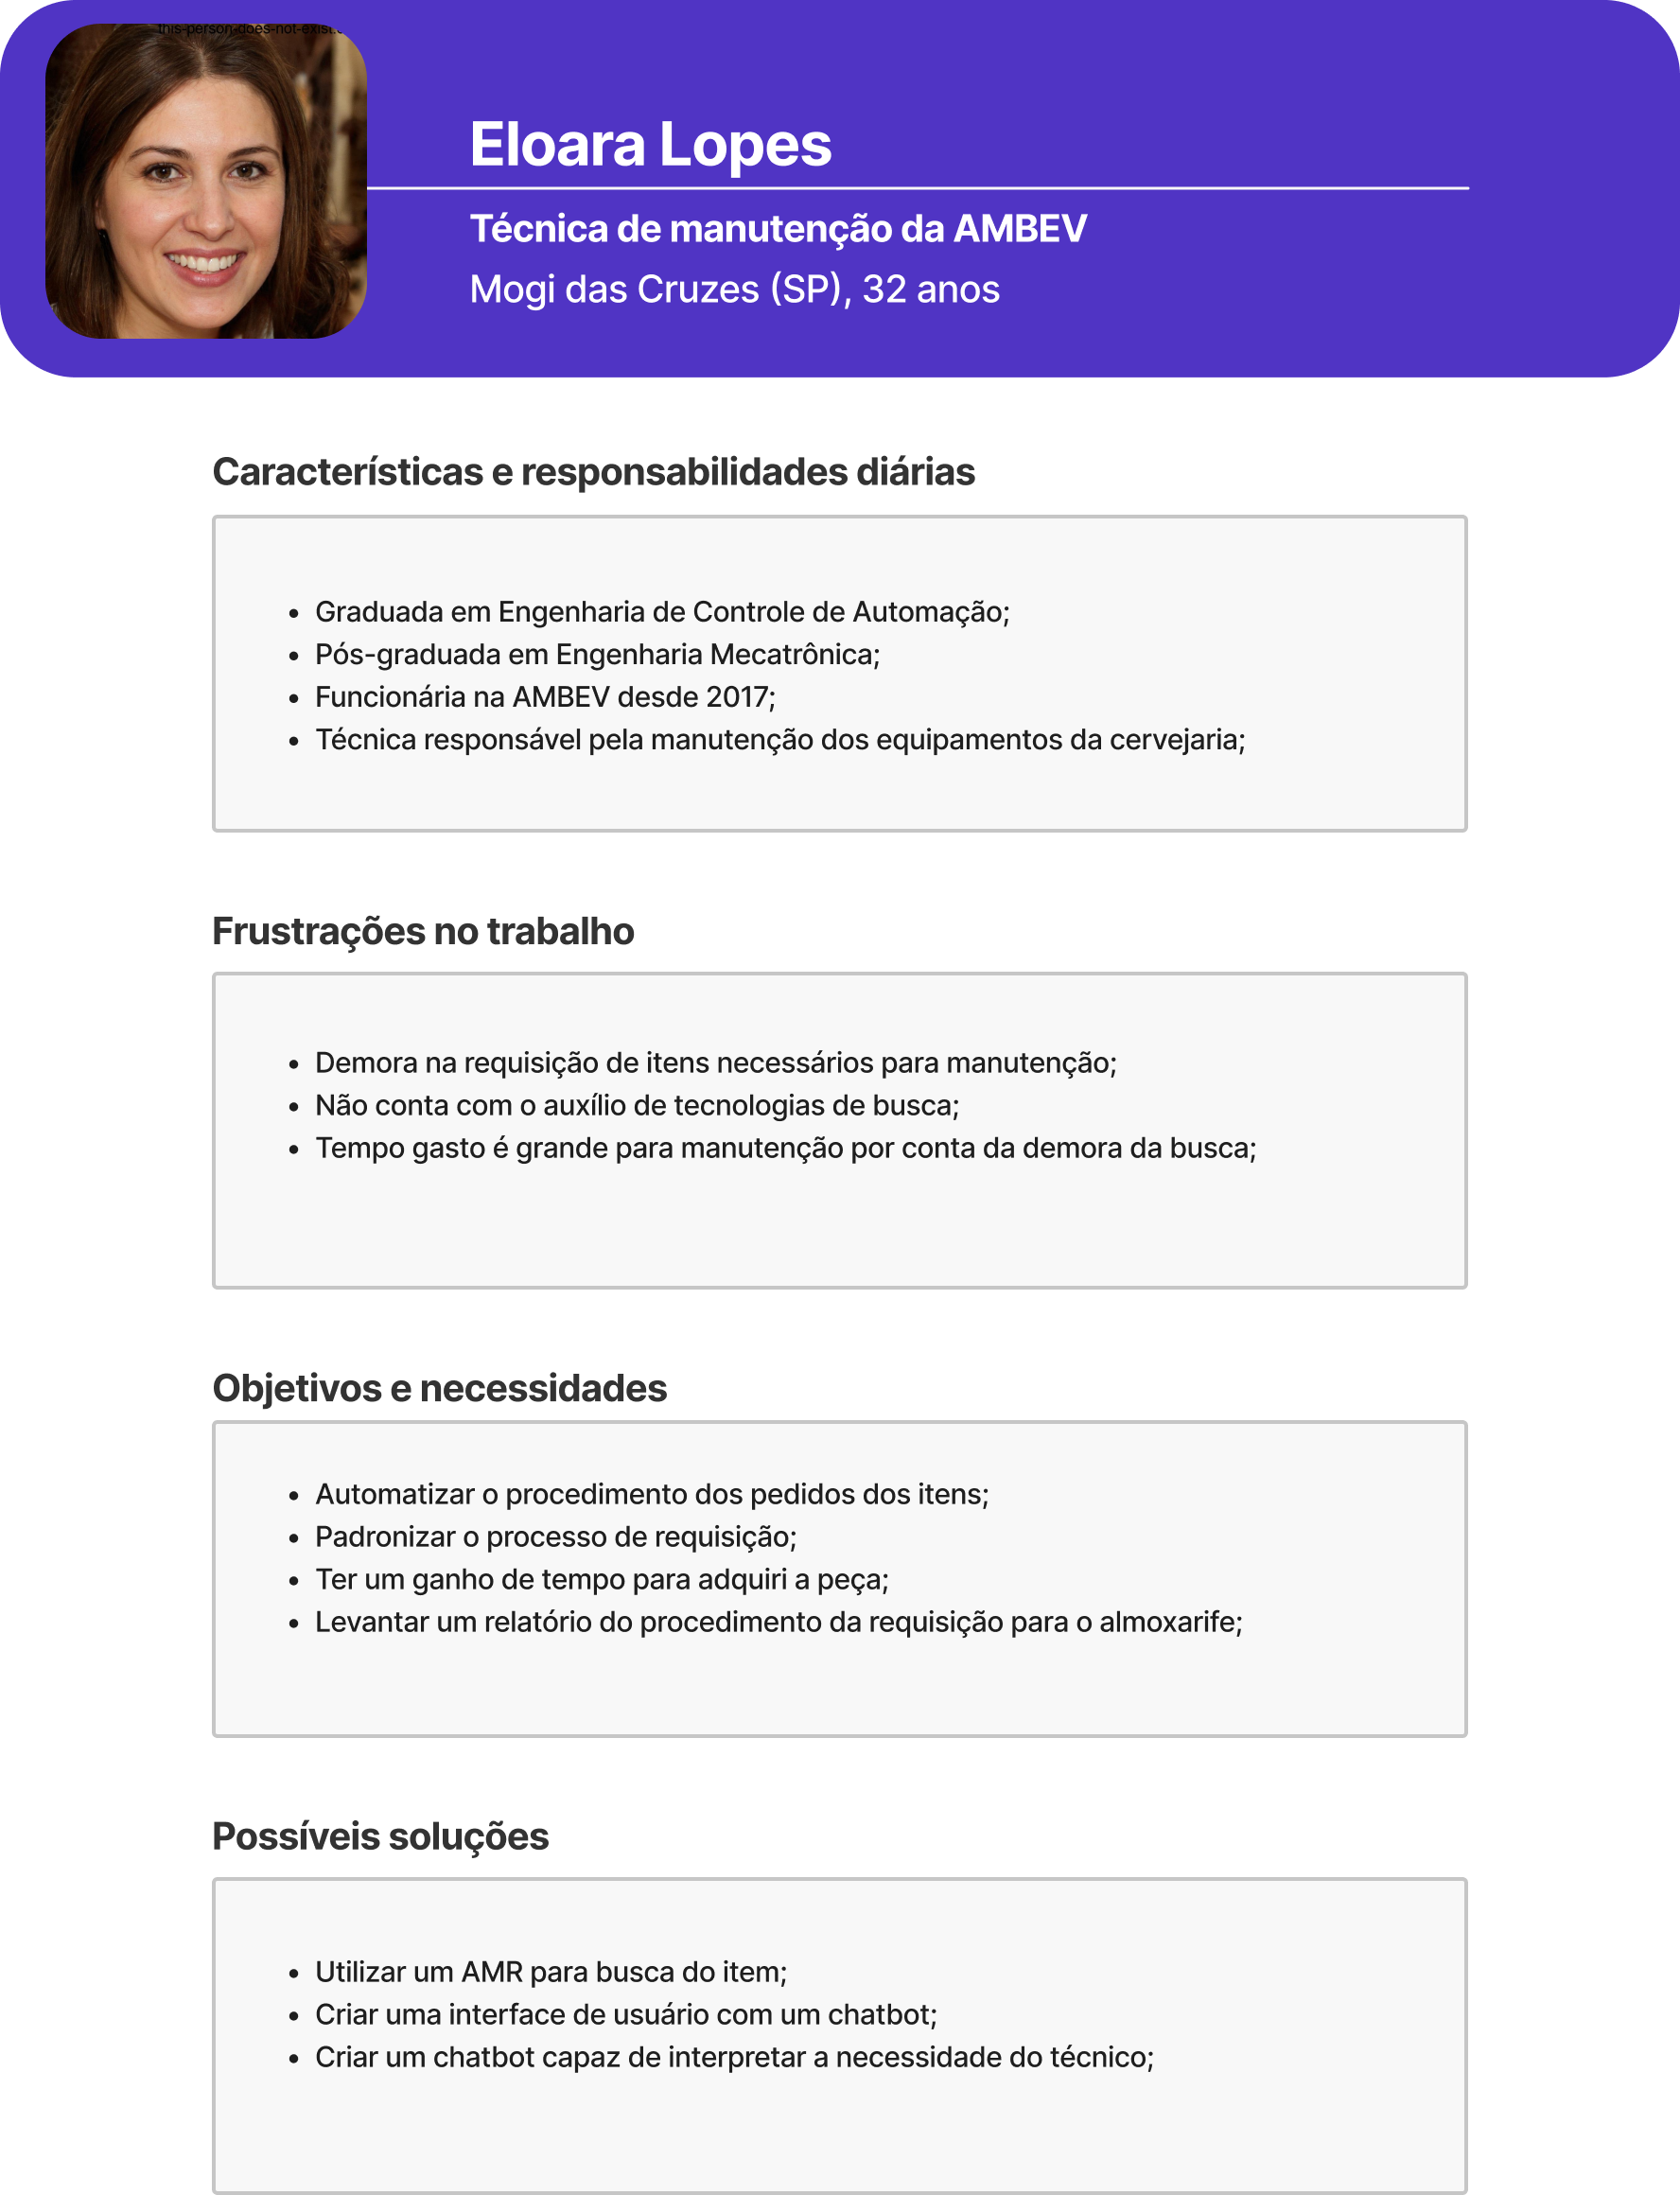 this-person-does-not-exist.c
Eloara Lopes
Técnica de manutenção da AMBEV
Mogi das Cruzes (SP), 32 anos
Características e responsabilidades diárias
• Graduada em Engenharia de Controle de Automação;
• Pós-graduada em Engenharia Mecatrônica;
• Funcionária na AMBEV desde 2017;
• Técnica responsável pela manutenção dos equipamentos da cervejaria;
Frustrações no trabalho
• Demora na requisição de itens necessários para manutenção;
• Não conta com o auxílio de tecnologias de busca;
• Tempo gasto é grande para manutenção por conta da demora da busca;
Objetivos e necessidades
• Automatizar o procedimento dos pedidos dos itens;
• Padronizar o processo de requisição;
• Ter um ganho de tempo para adquiri a peça;
• Levantar um relatório do procedimento da requisição para o almoxarife;
Possíveis soluções
• Utilizar um AMR para busca do item;
• Criar uma interface de usuário com um chatbot;
• Criar um chatbot capaz de interpretar a necessidade do técnico;